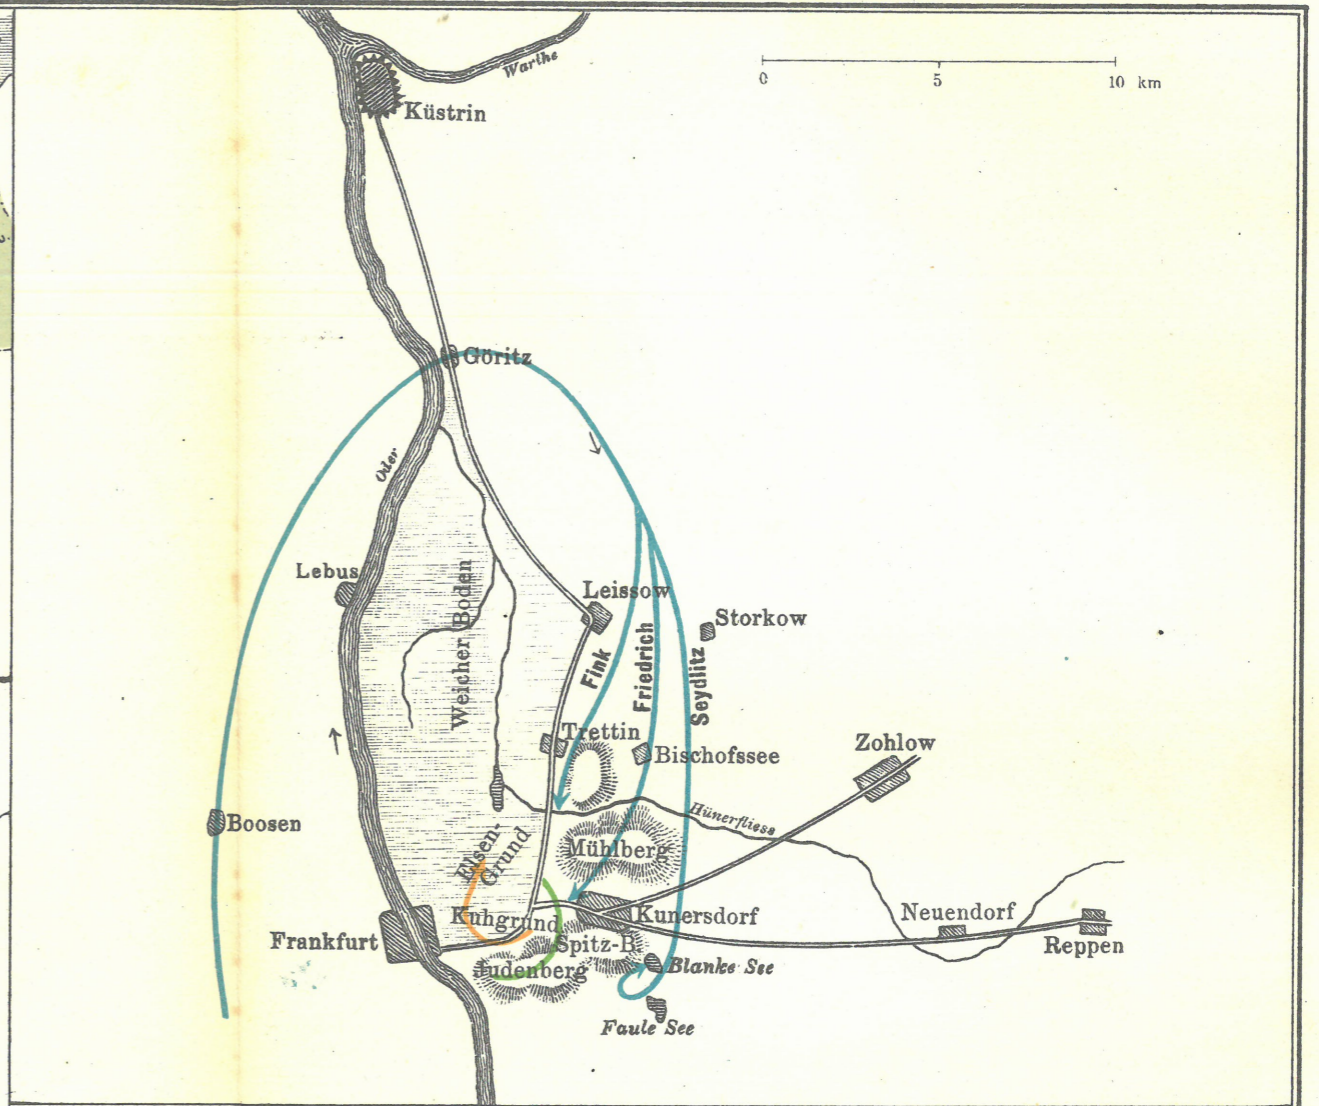 Warthe
0 5 10 km
Küstrin
Göritz
Oder
Lebus
Weicher Boden
Leissow
Storkow
Fink
Friedrich
Seydlitz
Trettin
Bischofssee
Zohlow
Boosen
Hünerfliess
Elsen-
Grund
Mühlberg
Kuhgrund
Kunersdorf
Neuendorf
Reppen
Frankfurt
Spitz-B.
Judenberg
Blanke See
Faule See